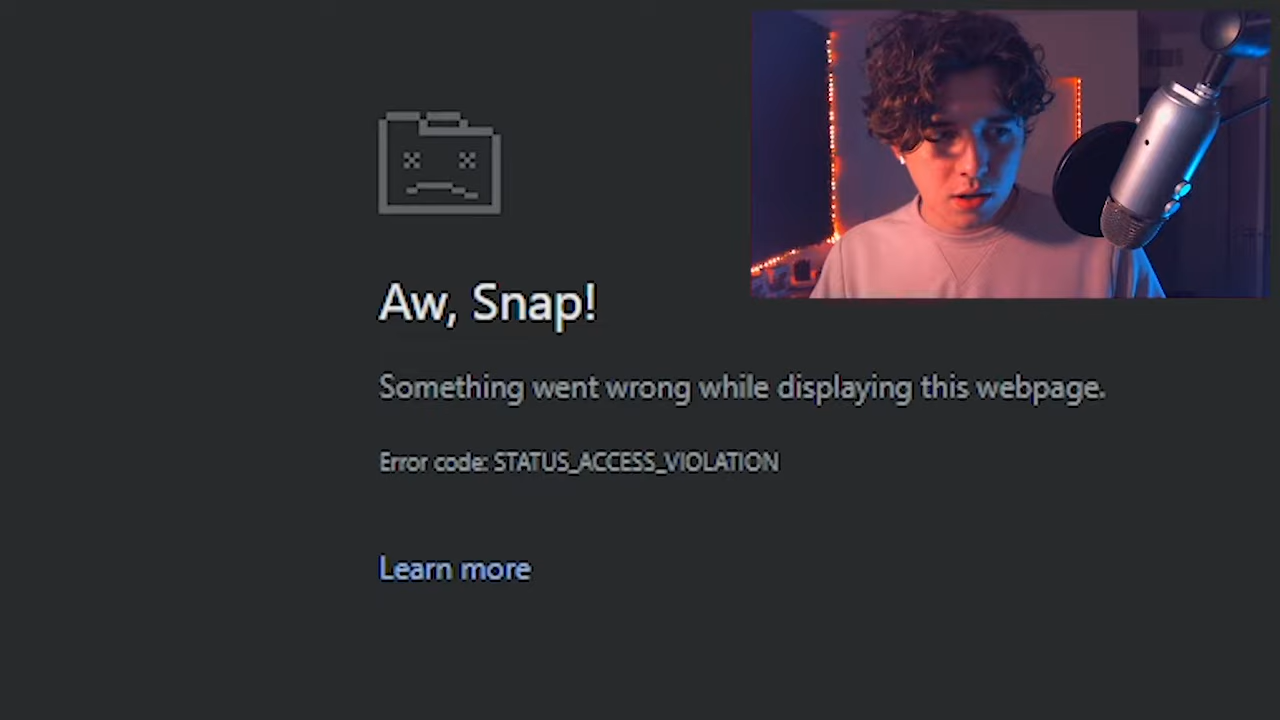 Aw, Snap!
Something went wrong while displaying this webpage.
Error code: STATUS_ACCESS_VIOLATION
Learn more